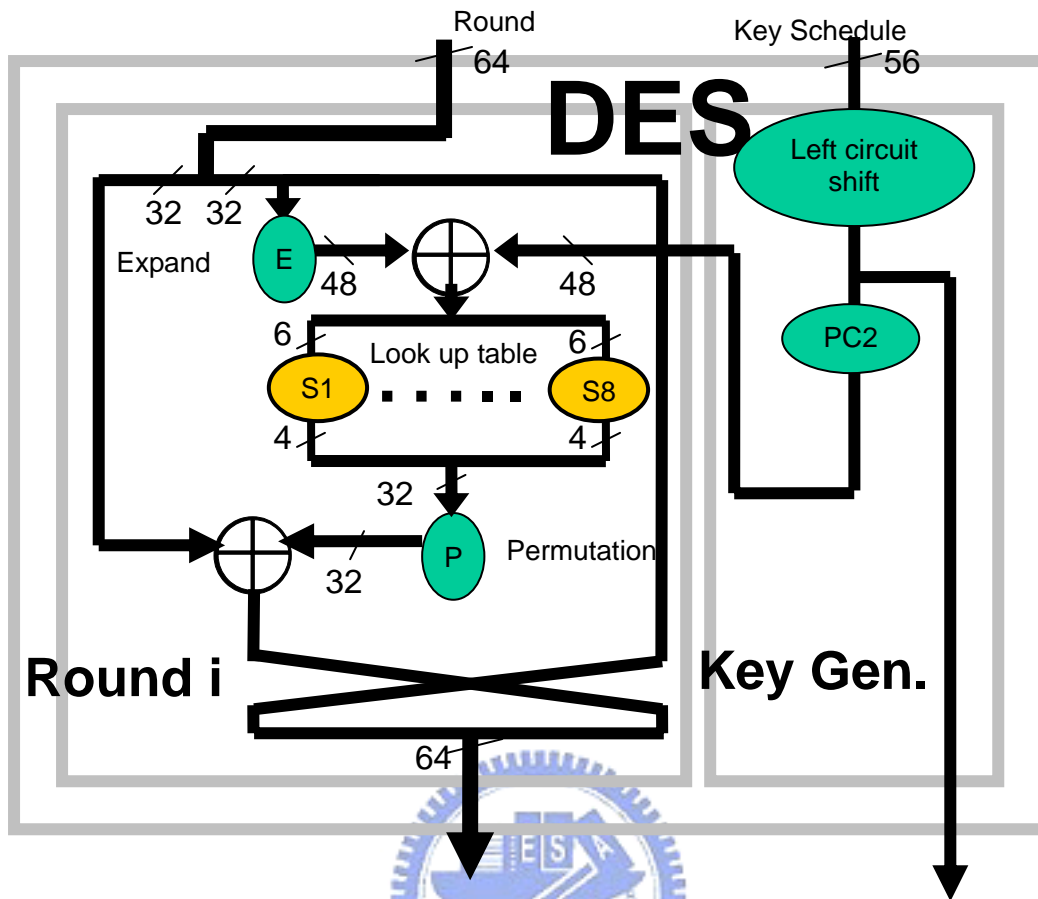 Round
Key Schedule
64
56
DES
Left circuit
shift
32
32
Expand
E
48
48
PC2
6
Look up table
6
S1
S8
4
4
32
P
Permutation
32
Round i
Key Gen.
64
E S A